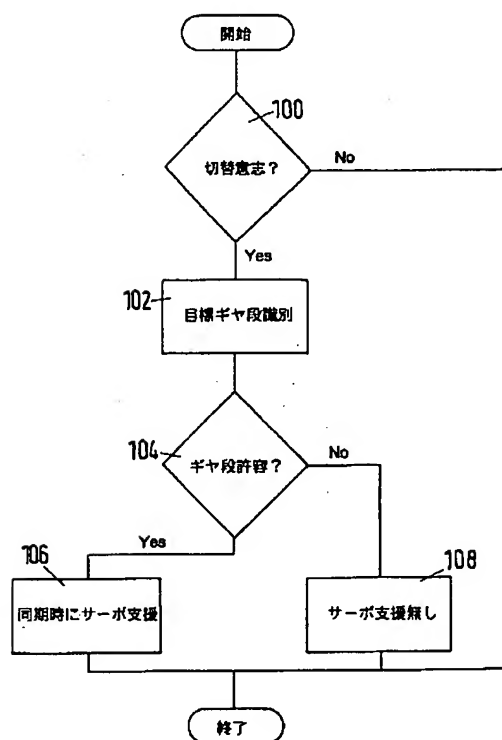 開始
100
切替意志?
No
Yes
102
目標ギヤ段識別
104
ギヤ段許容?
No
Yes
106
108
同期時にサーボ支援
サーボ支援無し
終了